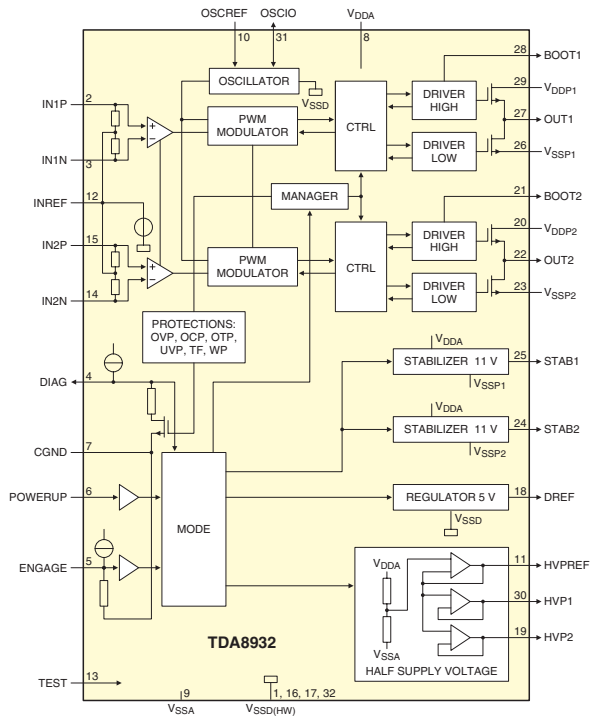 OSCREF OSCIO VDDA
10 31 8
28 BOOT1
OSCILLATOR
VSSD
IN1P 2
PWM
MODULATOR
CTRL
DRIVER
HIGH
29 VDDP1
27 OUT1
DRIVER
LOW
26 VSSP1
IN1N 3
MANAGER
21 BOOT2
INREF 12
IN2P 15
PWM
MODULATOR
CTRL
DRIVER
HIGH
20 VDDP2
22 OUT2
DRIVER
LOW
23 VSSP2
IN2N 14
PROTECTIONS:
OVP, OCP, OTP,
UVP, TF, WP
VDDA
STABILIZER 11 V
25 STAB1
VSSP1
DIAG 4
VDDA
STABILIZER 11 V
24 STAB2
VSSP2
CGND 7
POWERUP 6
MODE
REGULATOR 5 V
18 DREF
VSSD
ENGAGE 5
VDDA
11 HVPREF
30 HVP1
19 HVP2
VSSA
HALF SUPPLY VOLTAGE
TDA8932
TEST 13
9
VSSA
1, 16, 17, 32
VSSD(HW)